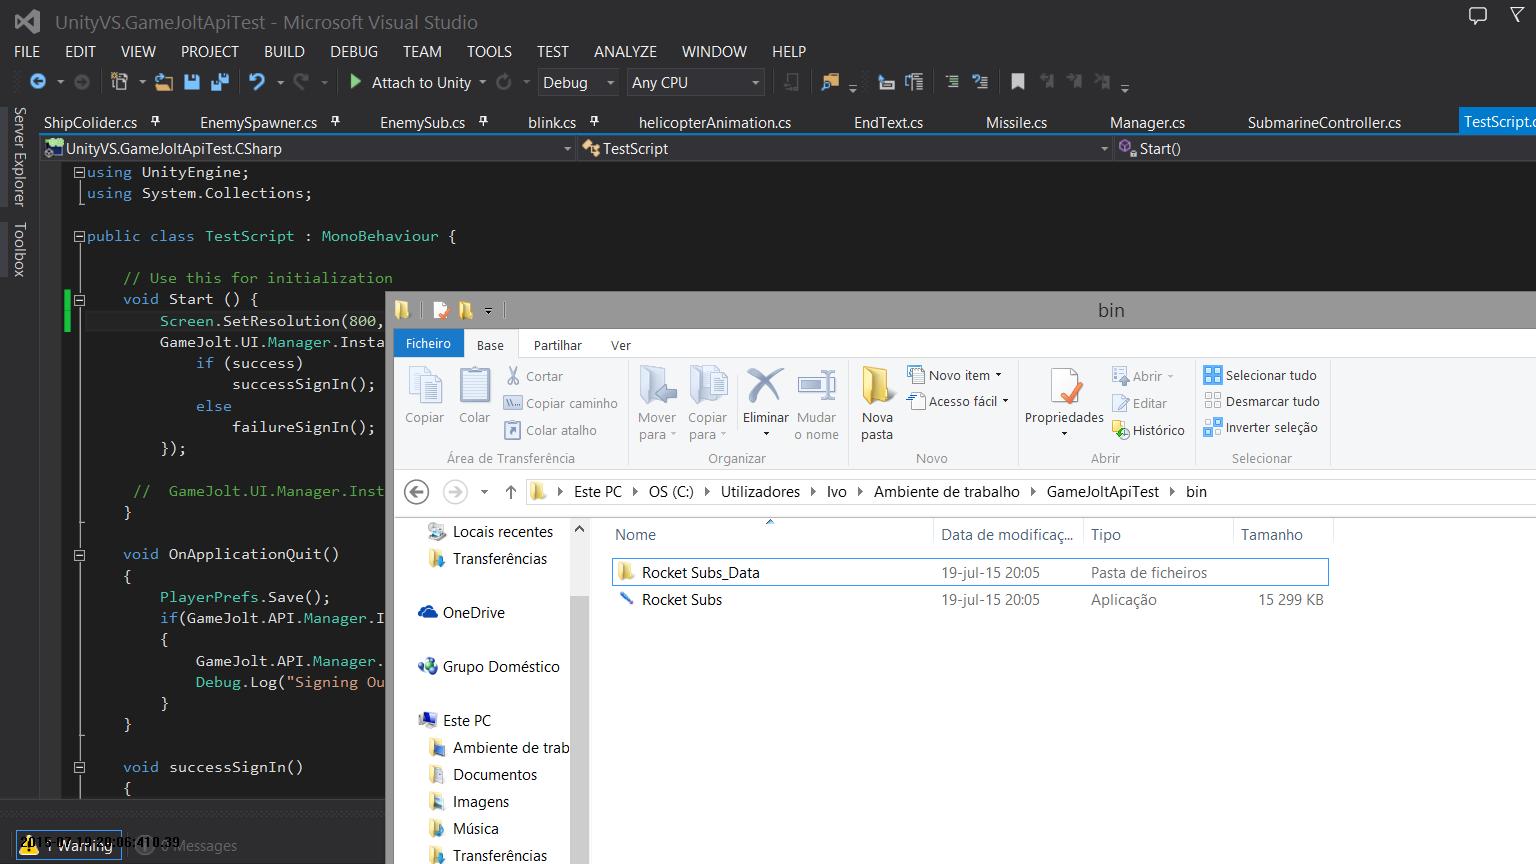 UnityVS.GameJoltApiTest - Microsoft Visual Studio
FILE EDIT VIEW PROJECT BUILD DEBUG TEAM TOOLS TEST ANALYZE WINDOW HELP
Attach to Unity Debug Any CPU
Server Explorer
Toolbox
ShipColider.cs EnemySpawner.cs EnemySub.cs blink.cs helicopterAnimation.cs EndText.cs Missile.cs Manager.cs SubmarineController.cs TestScript.c
UnityVS.GameJoltApiTest.CSharp TestScript Start()
using UnityEngine;
using System.Collections;
public class TestScript : MonoBehaviour {
// Use this for initialization
void Start () {
Screen.SetResolution(800,
GameJolt.UI.Manager.Insta
if (success)
successSignIn();
else
failureSignIn();
});
// GameJolt.UI.Manager.Inst
}
void OnApplicationQuit()
{
PlayerPrefs.Save();
if(GameJolt.API.Manager.I
{
GameJolt.API.Manager.
Debug.Log("Signing Ou
}
}
void successSignIn()
{
1 Warning
0 Messages
bin
Ficheiro Base Partilhar Ver
Copiar
Colar
Cortar
Copiar caminho
Colar atalho
Área de Transferência
Mover para
Copiar para
Eliminar
Mudar o nome
Organizar
Nova pasta
Novo item
Acesso fácil
Novo
Propriedades
Abrir
Editar
Histórico
Abrir
Selecionar tudo
Desmarcar tudo
Inverter seleção
Selecionar
Este PC OS (C:) Utilizadores Ivo Ambiente de trabalho GameJoltApiTest bin
Locais recentes
Transferências
OneDrive
Grupo Doméstico
Este PC
Ambiente de trab
Documentos
Imagens
Música
Transferências
Nome Data de modificaç... Tipo Tamanho
Rocket Subs_Data 19-jul-15 20:05 Pasta de ficheiros
Rocket Subs 19-jul-15 20:05 Aplicação 15 299 KB